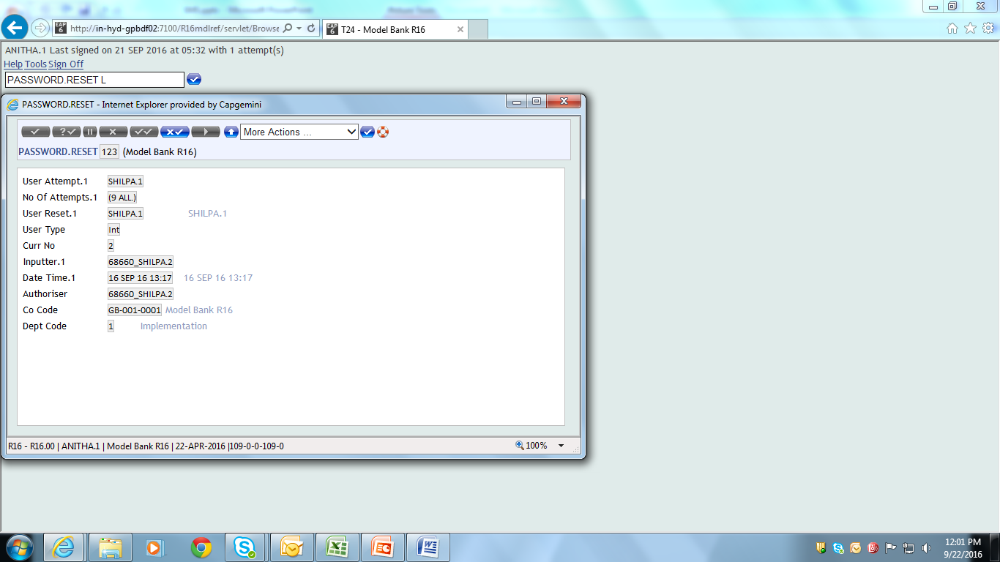 http://in-hyd-gpbdf02:7100/R16mdlref/servlet/Browse
EAP 6 T24 - Model Bank R16
ANITHA.1 Last signed on 21 SEP 2016 at 05:32 with 1 attempt(s)
Help Tools Sign Off
PASSWORD.RESET L
PASSWORD.RESET - Internet Explorer provided by Capgemini
More Actions ...
PASSWORD.RESET 123 (Model Bank R16)
User Attempt.1 SHILPA.1
No Of Attempts.1 (9 ALL.)
User Reset.1 SHILPA.1 SHILPA.1
User Type Int
Curr No 2
Inputter.1 68660_SHILPA.2
Date Time.1 16 SEP 16 13:17 16 SEP 16 13:17
Authoriser 68660_SHILPA.2
Co Code GB-001-0001 Model Bank R16
Dept Code 1 Implementation
R16 - R16.00 | ANITHA.1 | Model Bank R16 | 22-APR-2016 |109-0-0-109-0
100%
12:01 PM
9/22/2016